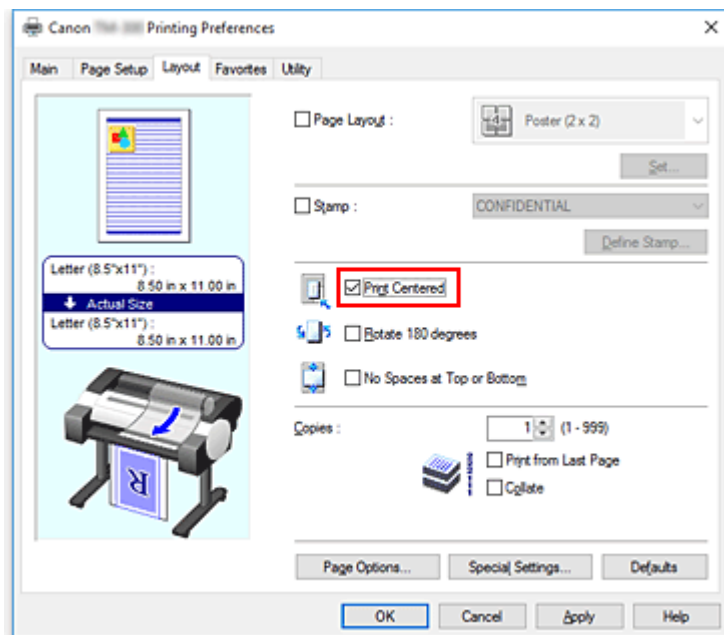 Canon Printing Preferences
Main Page Setup Layout Favorites Utility
Page Layout :
4
Poster (2 x 2)
Set...
Stamp :
CONFIDENTIAL
Define Stamp...
Letter (8.5"x11") :
8.50 in x 11.00 in
Actual Size
Letter (8.5"x11") :
8.50 in x 11.00 in
Print Centered
Rotate 180 degrees
No Spaces at Top or Bottom
R
Copies :
1 (1 - 999)
Print from Last Page
Collate
Page Options... Special Settings... Defaults
OK Cancel Apply Help